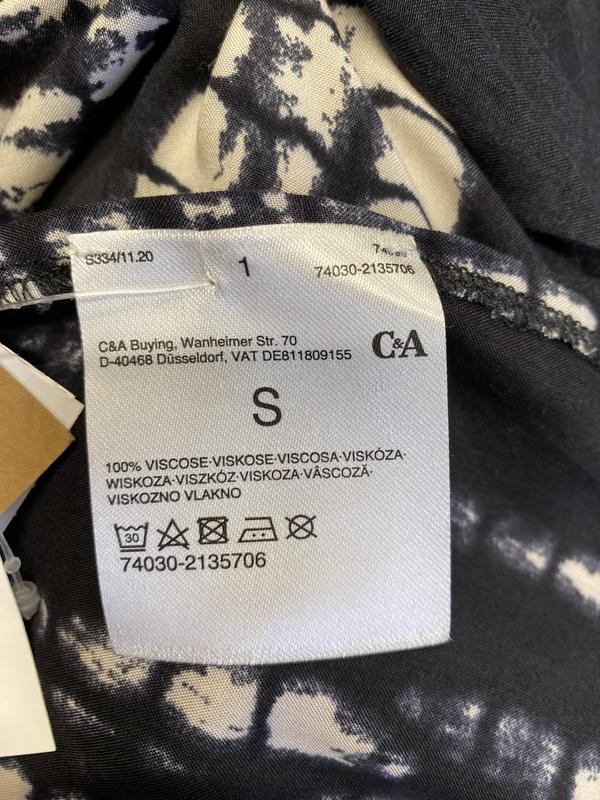 S334/11.20
1
74030-2135706
C&A Buying, Wanheimer Str. 70
D-40468 Düsseldorf, VAT DE811809155
C&A
S
100% VISCOSE·VISKOSE·VISCOSA·VISKÓZA·
WISKOZA·VISZKÓZ·VISKOZA·VÂSCOZĂ·
VISKOZNO VLAKNO
30
74030-2135706